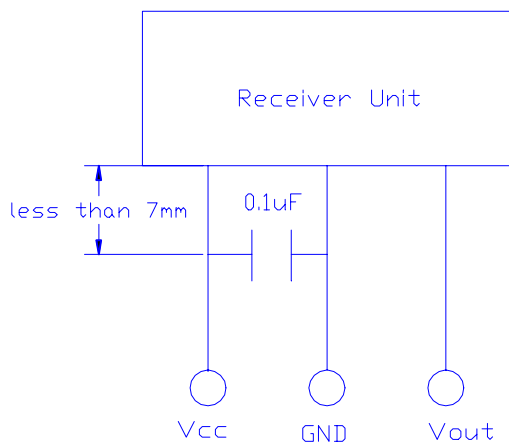 Receiver Unit
0.1uF
less than 7mm
Vcc
GND
Vout